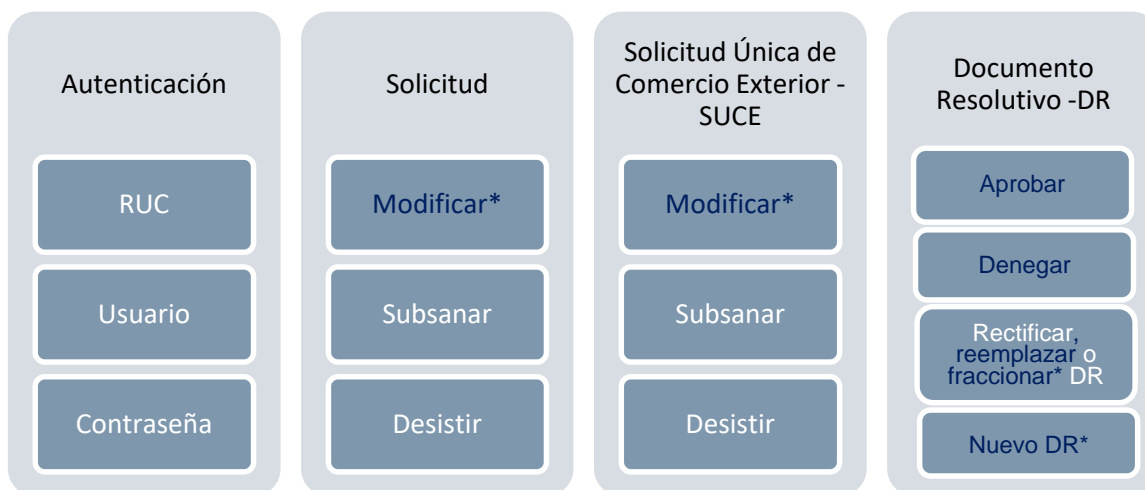 Autenticación
RUC
Usuario
Contraseña
Solicitud
Modificar*
Subsanar
Desistir
Solicitud Única de
Comercio Exterior -
SUCE
Modificar*
Subsanar
Desistir
Documento
Resolutivo -DR
Aprobar
Denegar
Rectificar,
reemplazar o
fraccionar* DR
Nuevo DR*